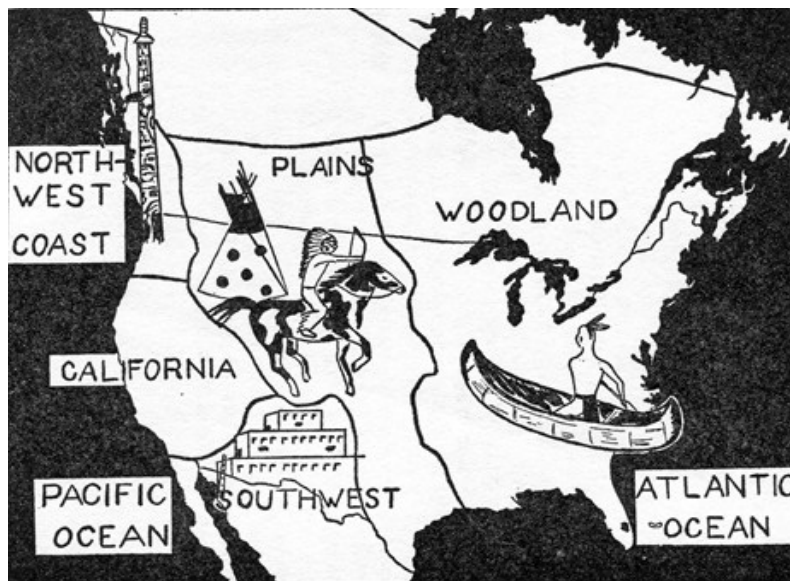 NORTH-
WEST
COAST
PLAINS
WOODLAND
CALIFORNIA
SOUTHWEST
PACIFIC
OCEAN
ATLANTIC
OCEAN